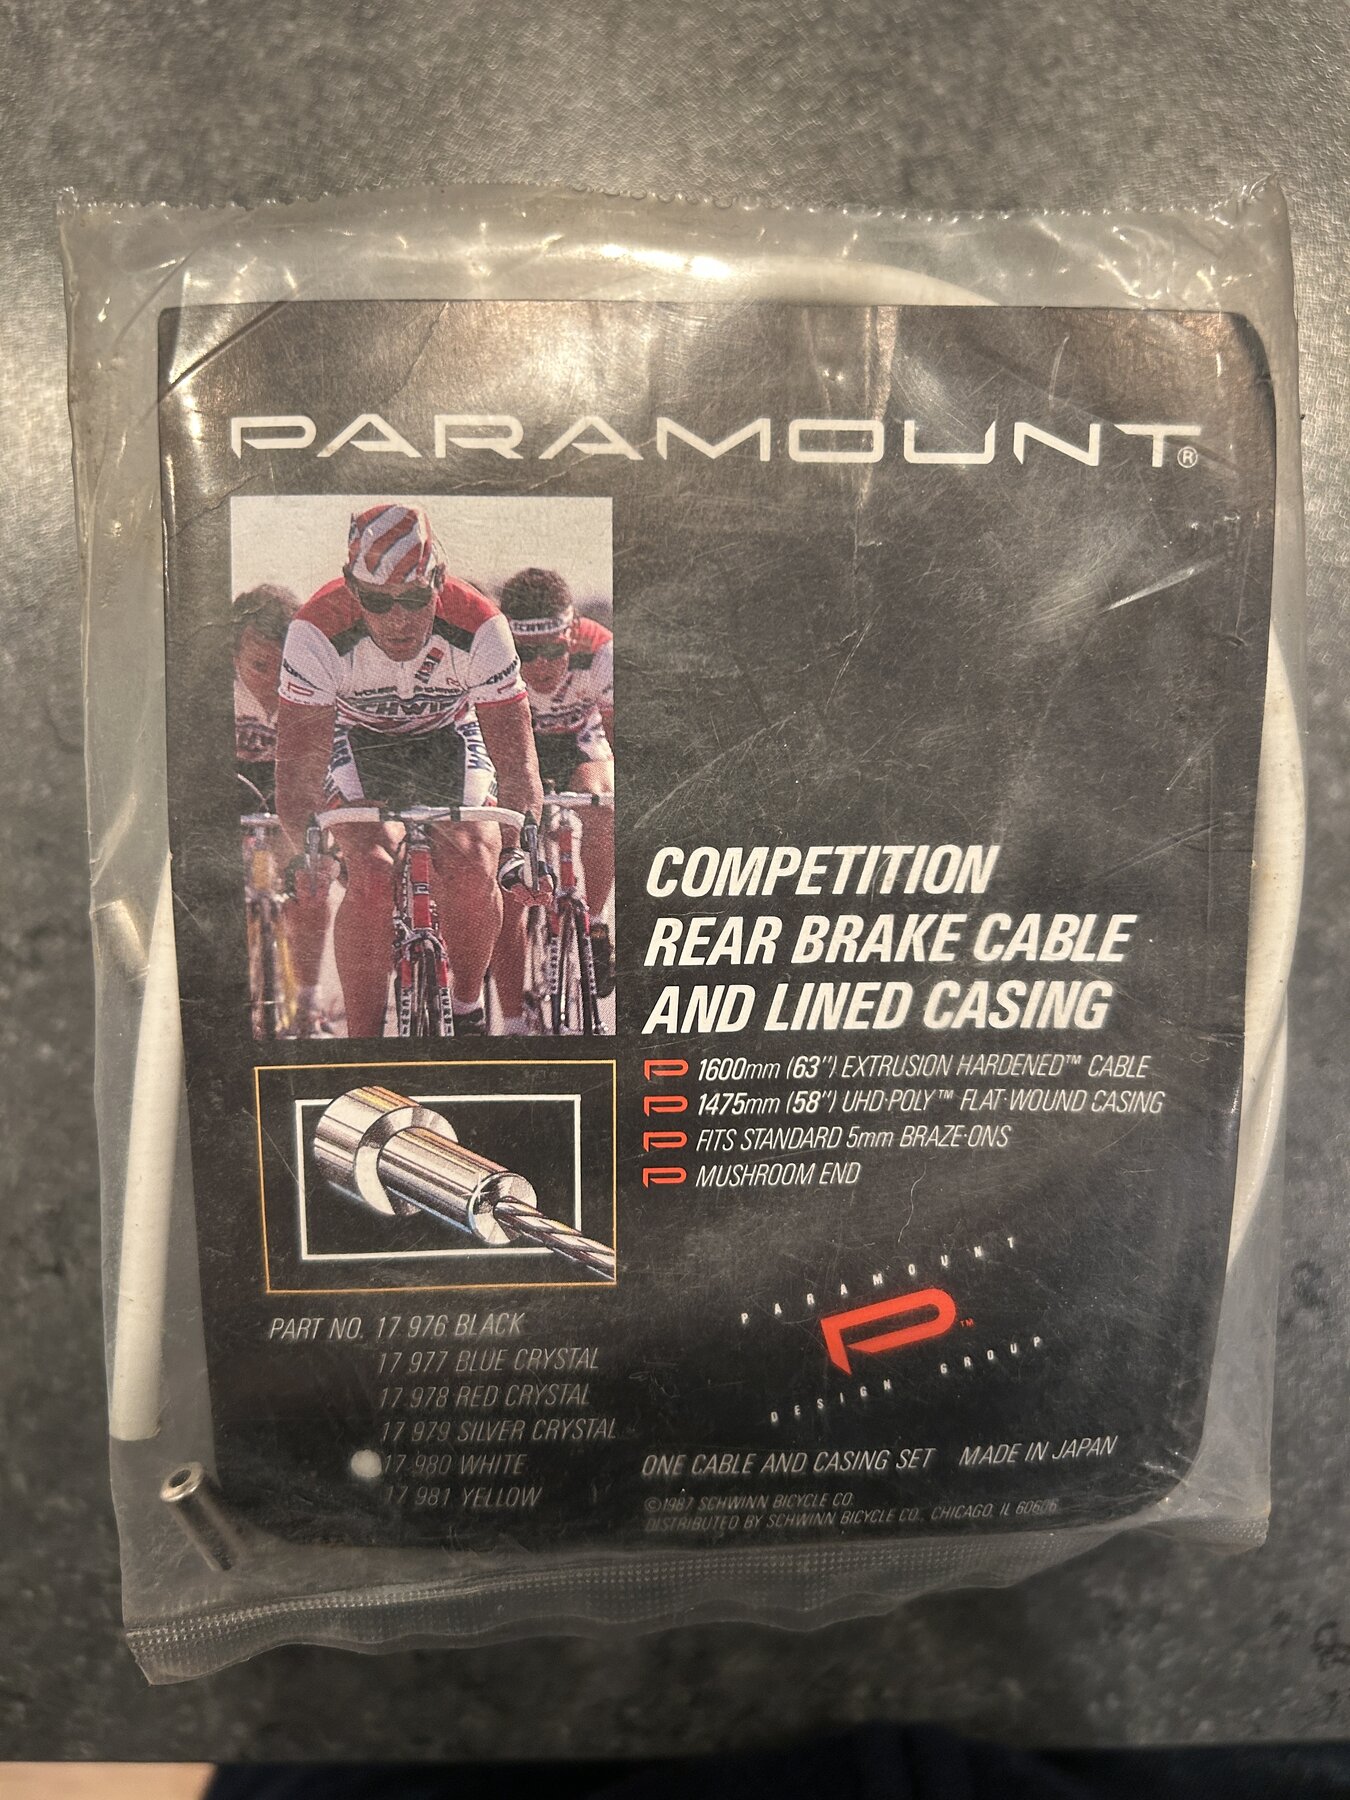 PARAMOUNT®
SCHWINN
WOLBER
COMPETITION
REAR BRAKE CABLE
AND LINED CASING
1600mm (63") EXTRUSION HARDENED™ CABLE
1475mm (58") UHD·POLY™ FLAT·WOUND CASING
FITS STANDARD 5mm BRAZE·ONS
MUSHROOM END
PART NO. 17 976 BLACK
17 977 BLUE CRYSTAL
17 978 RED CRYSTAL
17 979 SILVER CRYSTAL
17 980 WHITE
17 981 YELLOW
PARAMOUNT
P™
DESIGN GROUP
ONE CABLE AND CASING SET MADE IN JAPAN
©1987 SCHWINN BICYCLE CO.
DISTRIBUTED BY SCHWINN BICYCLE CO., CHICAGO, IL 60606